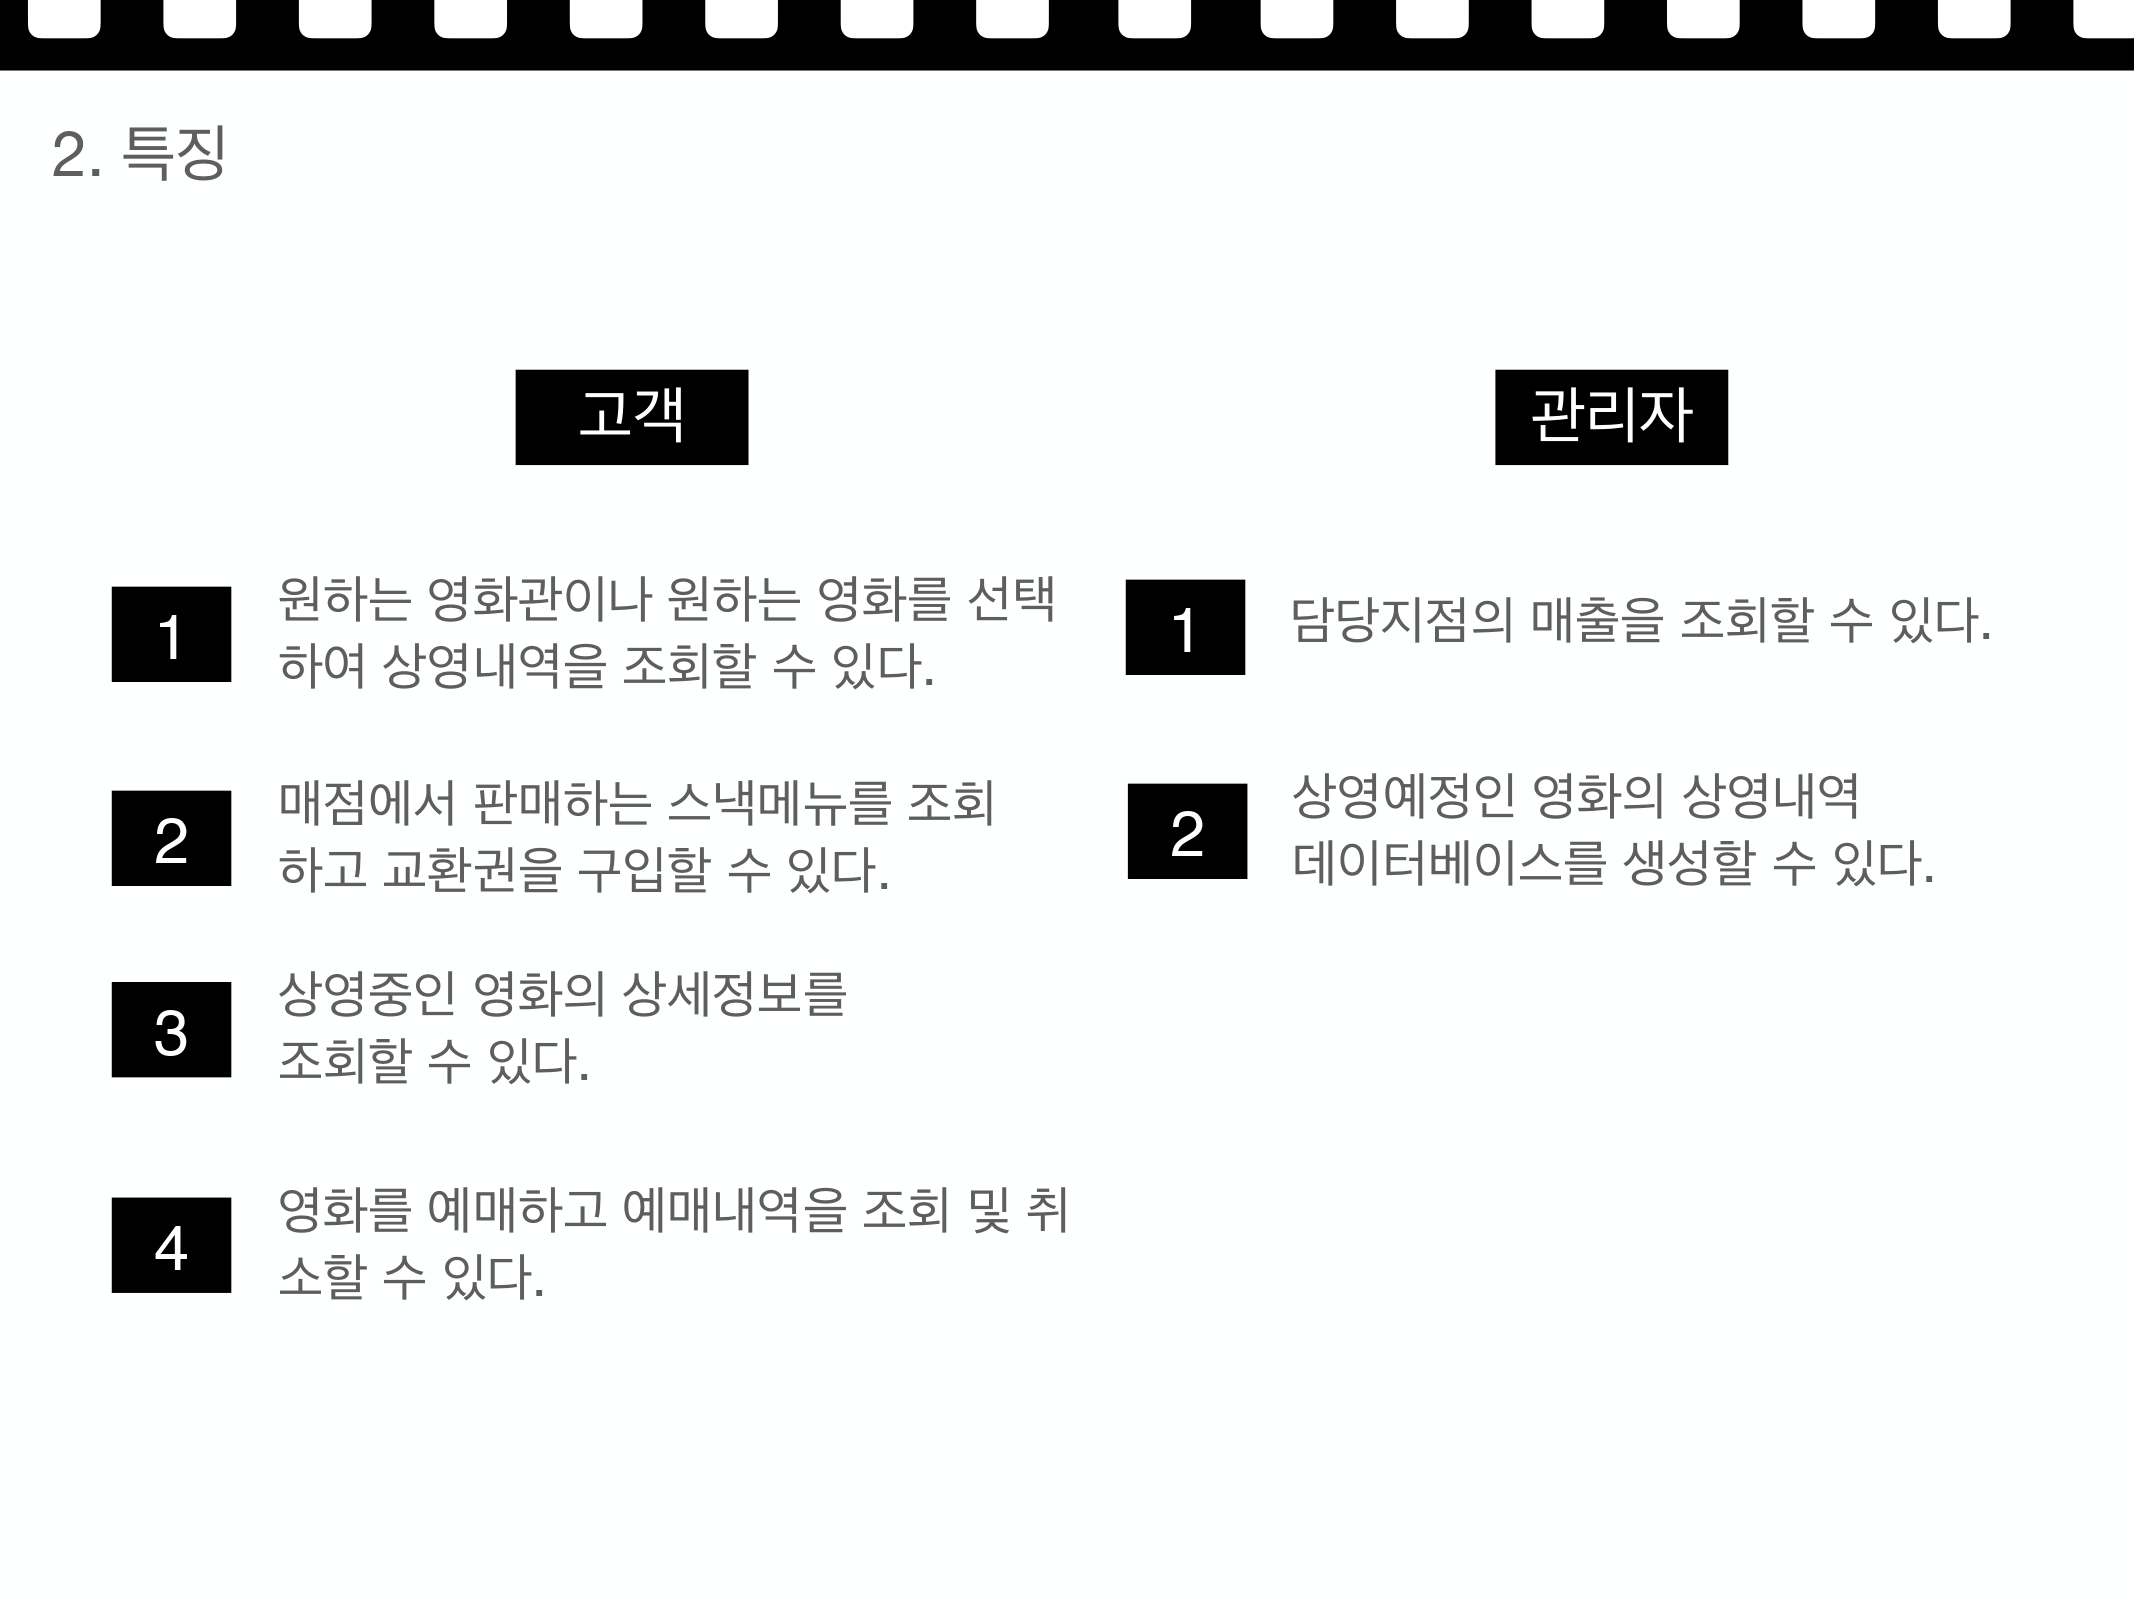 2. 특징
고객
1
원하는 영화관이나 원하는 영화를 선택
하여 상영내역을 조회할 수 있다.
2
매점에서 판매하는 스낵메뉴를 조회
하고 교환권을 구입할 수 있다.
3
상영중인 영화의 상세정보를
조회할 수 있다.
4
영화를 예매하고 예매내역을 조회 및 취
소할 수 있다.
관리자
1
담당지점의 매출을 조회할 수 있다.
2
상영예정인 영화의 상영내역
데이터베이스를 생성할 수 있다.